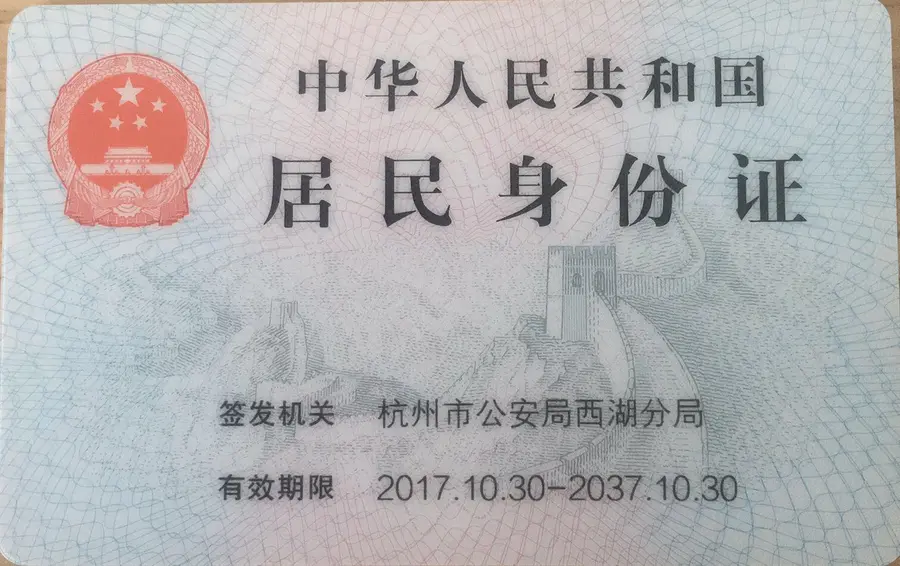 中华人民共和国
居民身份证
签发机关 杭州市公安局西湖分局
有效期限 2017.10.30-2037.10.30